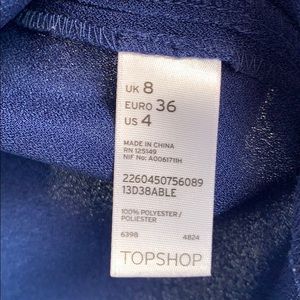 UK 8
EURO 36
US 4
MADE IN CHINA
RN 125149
NIF No: A0061711H
2260450756089
13D38ABLE
100% POLYESTER /
POLIESTER
6398 4824
TOPSHOP